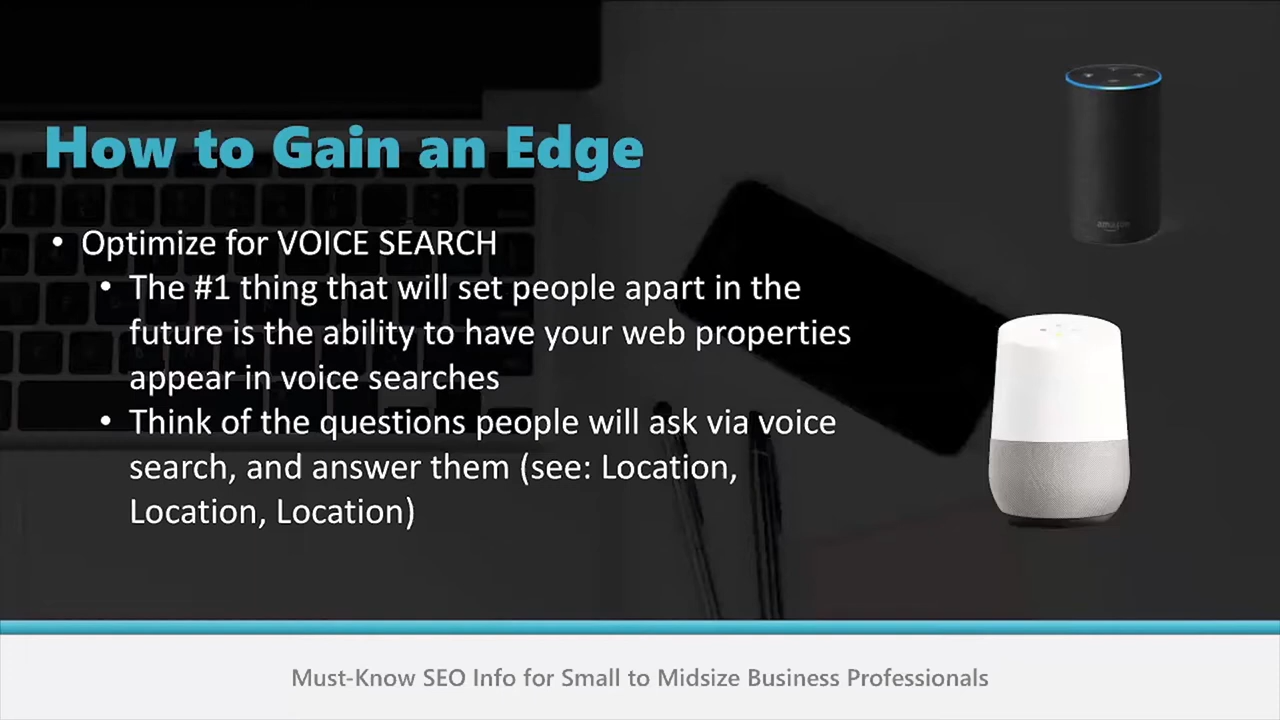 How to Gain an Edge
• Optimize for VOICE SEARCH
• The #1 thing that will set people apart in the
future is the ability to have your web properties
appear in voice searches
• Think of the questions people will ask via voice
search, and answer them (see: Location,
Location, Location)
amazon
Must-Know SEO Info for Small to Midsize Business Professionals